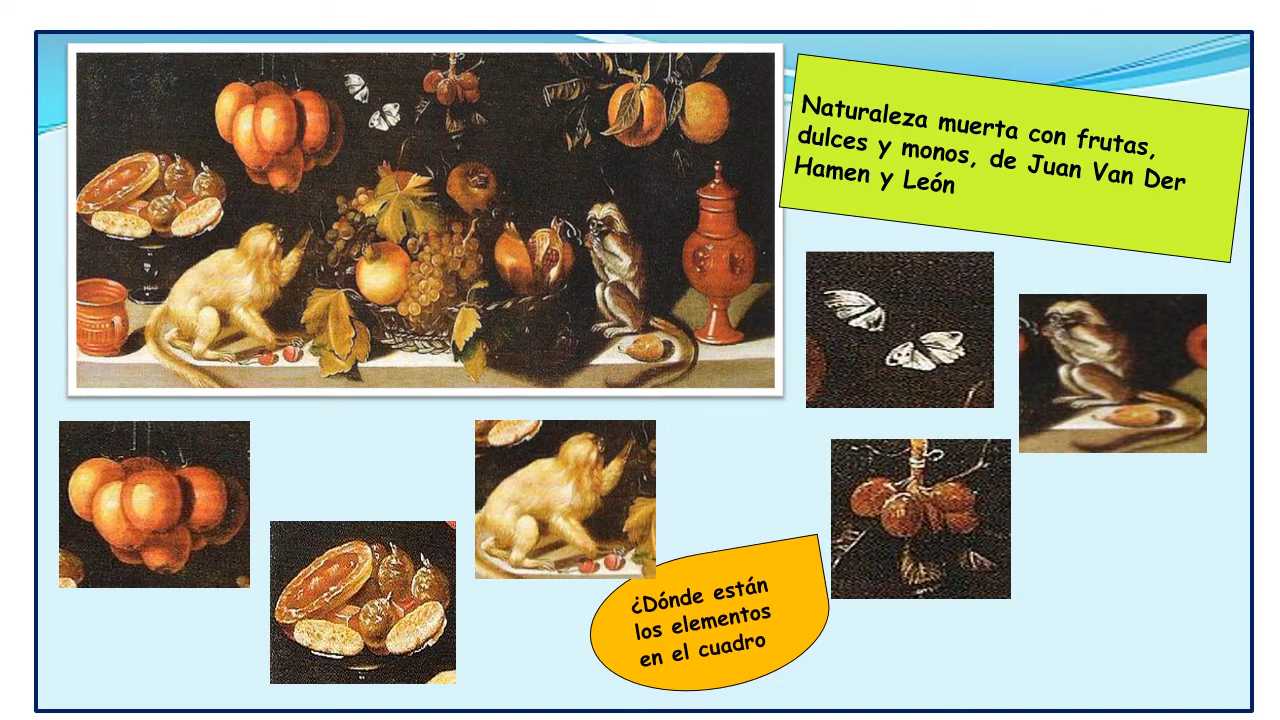 Naturaleza muerta con frutas,
dulces y monos, de Juan Van Der
Hamen y León
¿Dónde están
los elementos
en el cuadro